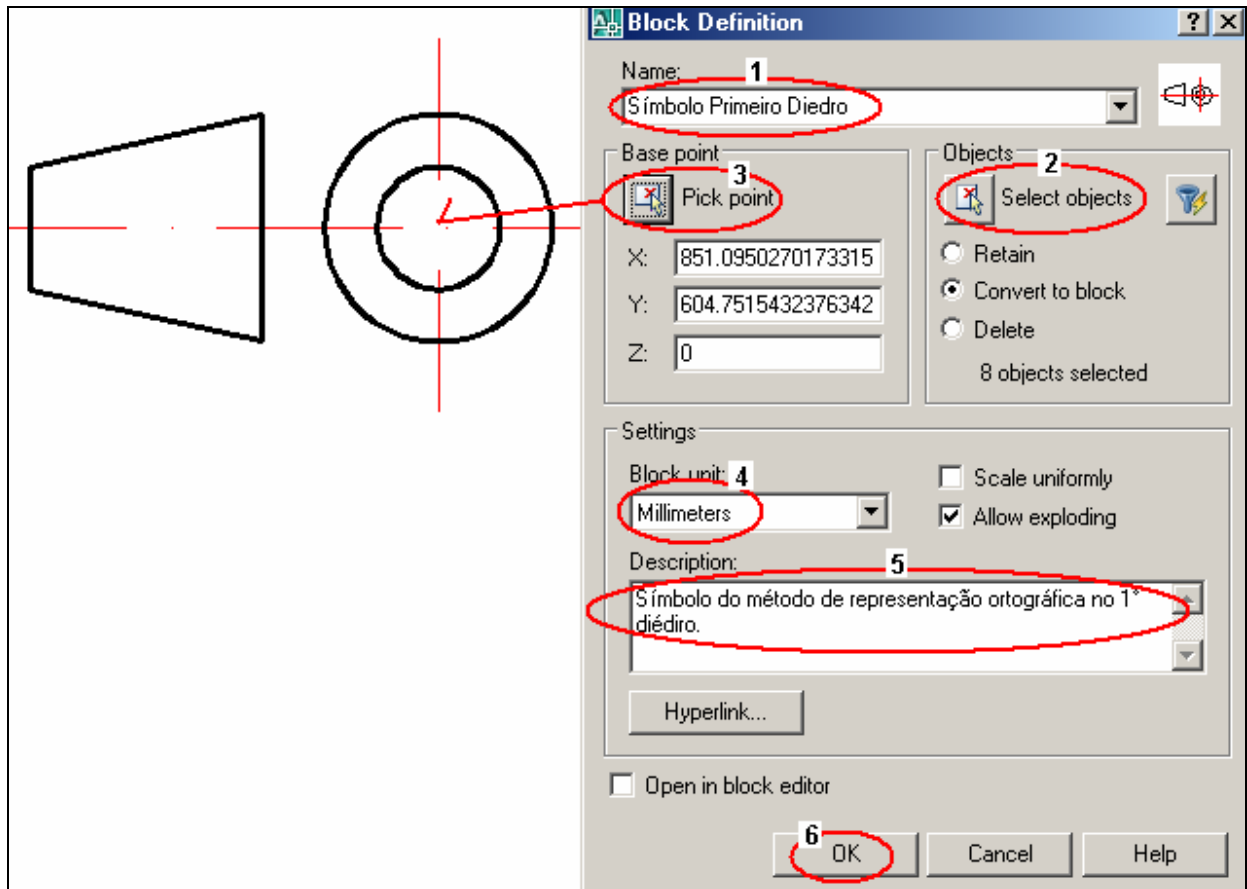 Block Definition
Name:
1
Símbolo Primeiro Diedro
Base point
3
Pick point
X: 851.0950270173315
Y: 604.7515432376342
Z: 0
Objects
2
Select objects
Retain
Convert to block
Delete
8 objects selected
Settings
Block unit:
4
Millimeters
Scale uniformly
Allow exploding
Description:
5
Símbolo do método de representação ortográfica no 1°
diédiro.
Hyperlink...
Open in block editor
6
OK
Cancel
Help